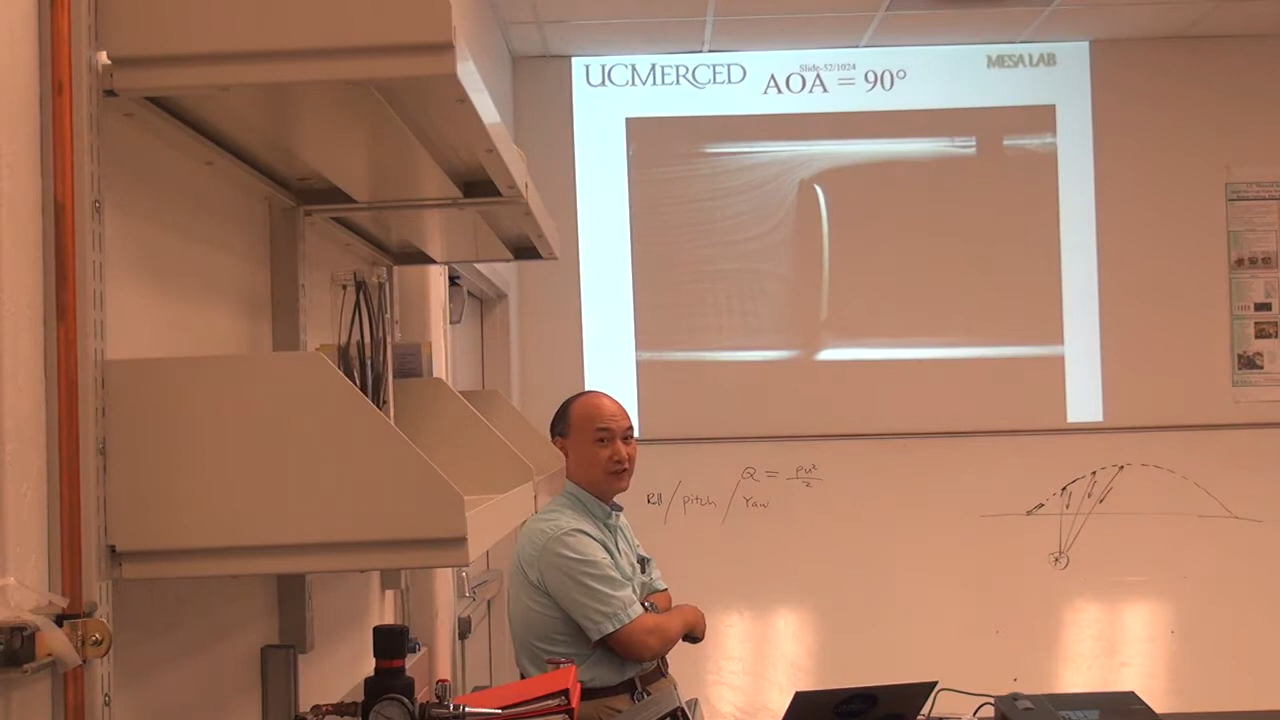 UCMERCED
Slide-52/1024
MESA LAB
AOA = 90°
Q = ρu²/2
Roll / pitch / Yaw